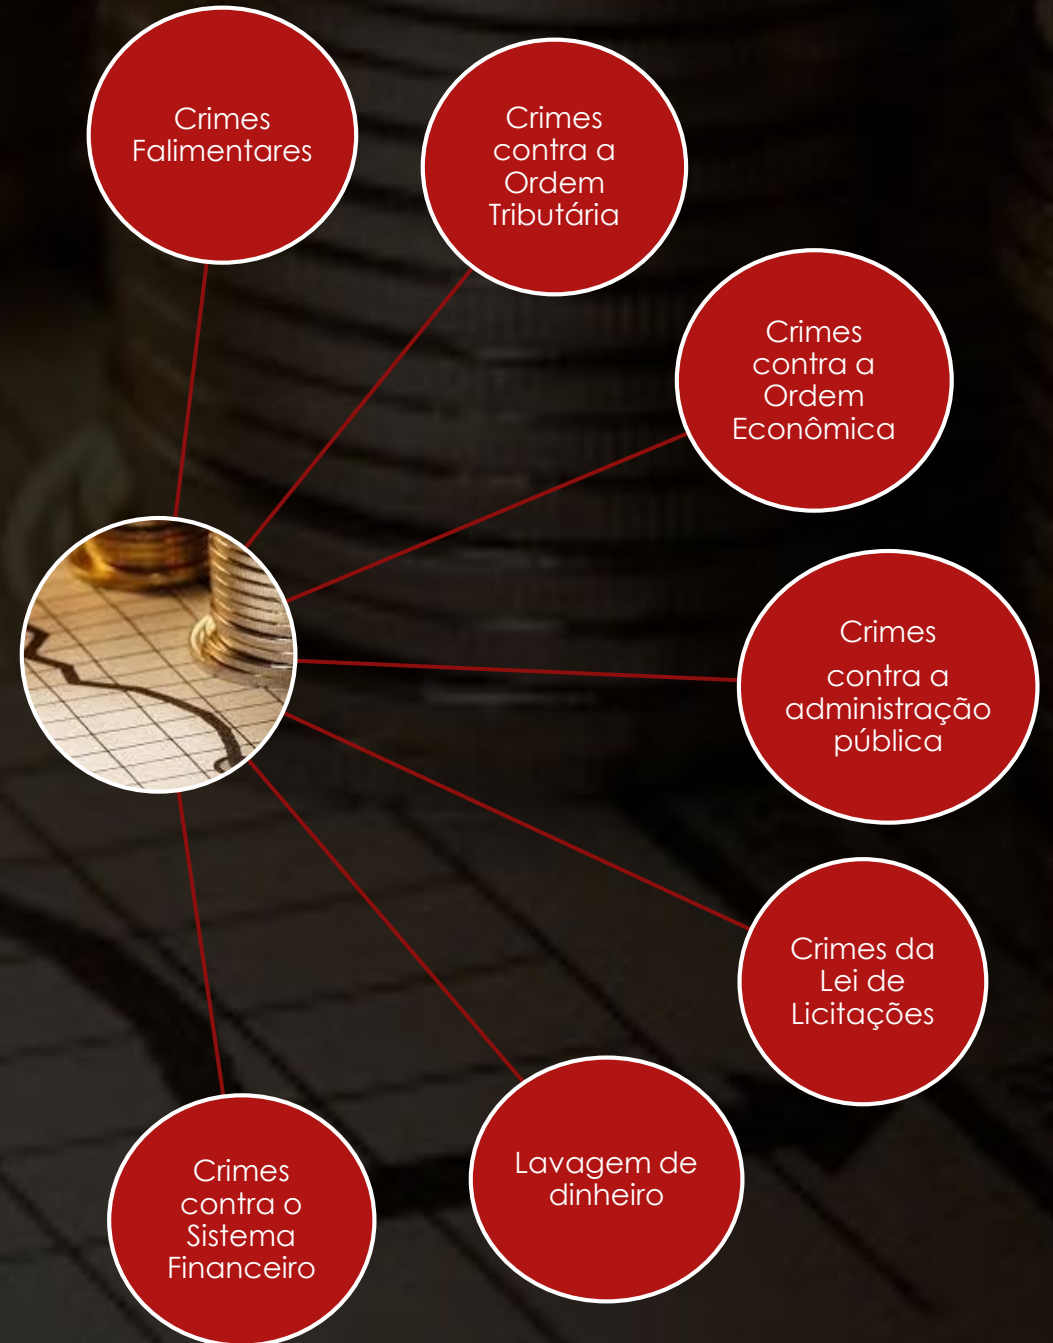 Crimes
Falimentares
Crimes
contra a
Ordem
Tributária
Crimes
contra a
Ordem
Econômica
Crimes
contra a
administração
pública
Crimes da
Lei de
Licitações
Lavagem de
dinheiro
Crimes
contra o
Sistema
Financeiro